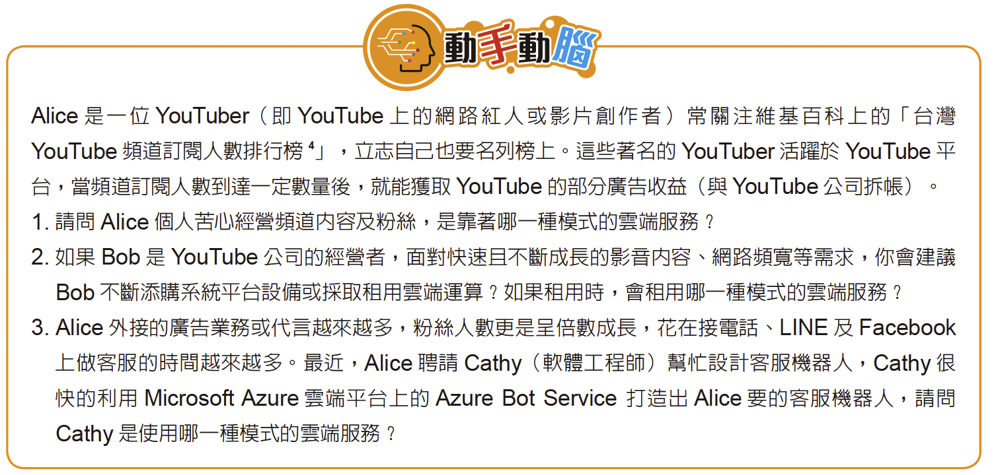 動手動腦
Alice 是一位 YouTuber（即 YouTube 上的網路紅人或影片創作者）常關注維基百科上的「台灣
YouTube 頻道訂閱人數排行榜 4」，立志自己也要名列榜上。這些著名的 YouTuber 活躍於 YouTube 平
台，當頻道訂閱人數到達一定數量後，就能獲取 YouTube 的部分廣告收益（與 YouTube 公司拆帳）。
1. 請問 Alice 個人苦心經營頻道內容及粉絲，是靠著哪一種模式的雲端服務？
2. 如果 Bob 是 YouTube 公司的經營者，面對快速且不斷成長的影音內容、網路頻寬等需求，你會建議
Bob 不斷添購系統平台設備或採取租用雲端運算？如果租用時，會租用哪一種模式的雲端服務？
3. Alice 外接的廣告業務或代言越來越多，粉絲人數更是呈倍數成長，花在接電話、LINE 及 Facebook
上做客服的時間越來越多。最近，Alice 聘請 Cathy（軟體工程師）幫忙設計客服機器人，Cathy 很
快的利用 Microsoft Azure 雲端平台上的 Azure Bot Service 打造出 Alice 要的客服機器人，請問
Cathy 是使用哪一種模式的雲端服務？